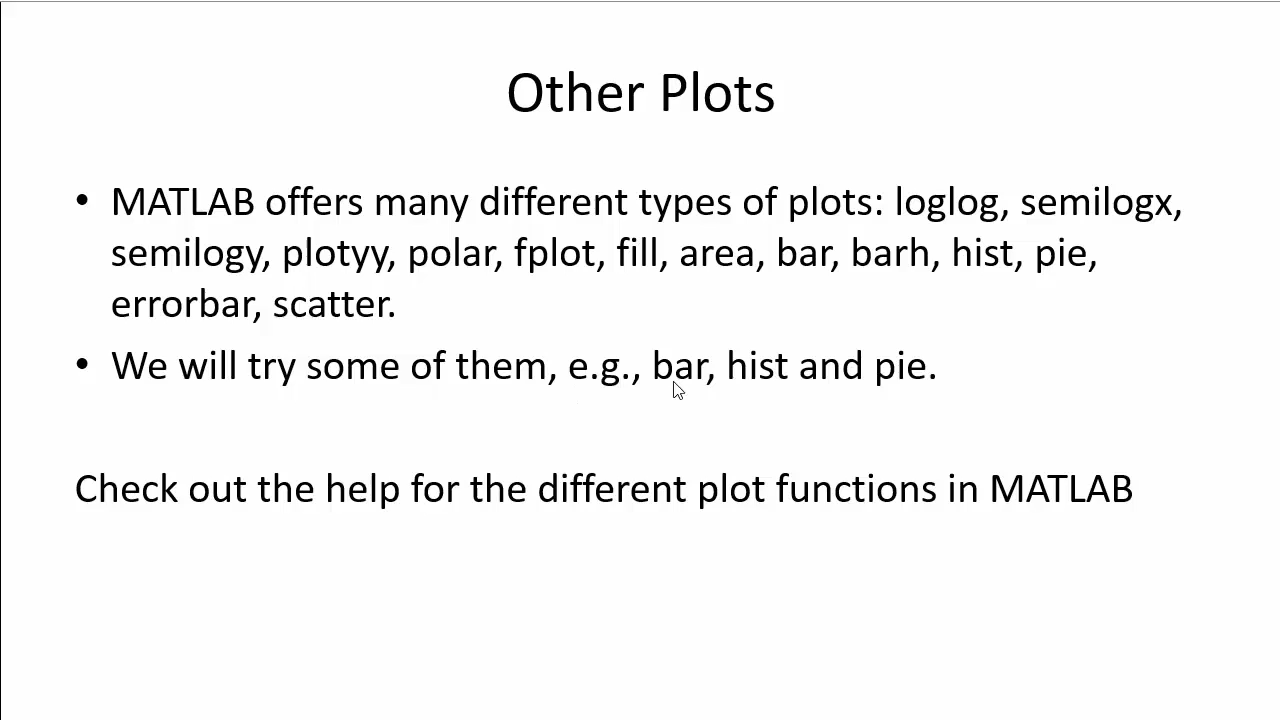 Other Plots
• MATLAB offers many different types of plots: loglog, semilogx,
semilogy, plotyy, polar, fplot, fill, area, bar, barh, hist, pie,
errorbar, scatter.
• We will try some of them, e.g., bar, hist and pie.
Check out the help for the different plot functions in MATLAB